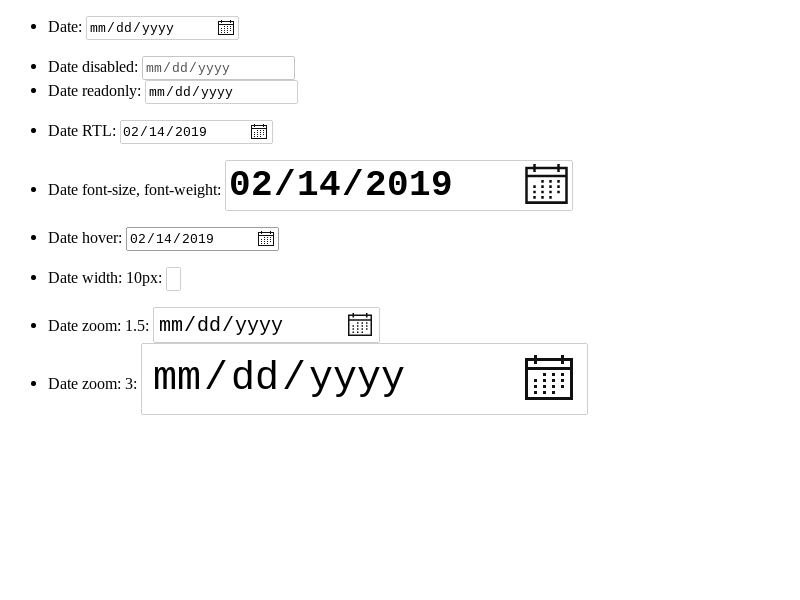 Date: mm/dd/yyyy
Date disabled: mm/dd/yyyy
Date readonly: mm/dd/yyyy
Date RTL: 02/14/2019
Date font-size, font-weight: 02/14/2019
Date hover: 02/14/2019
Date width: 10px:
Date zoom: 1.5: mm/dd/yyyy
Date zoom: 3: mm/dd/yyyy